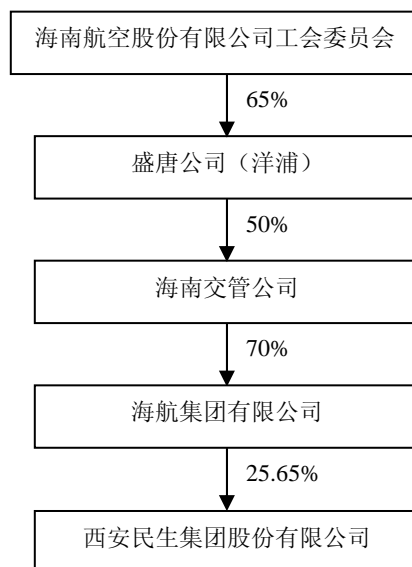 海南航空股份有限公司工会委员会
65%
盛唐公司（洋浦）
50%
海南交管公司
70%
海航集团有限公司
25.65%
西安民生集团股份有限公司